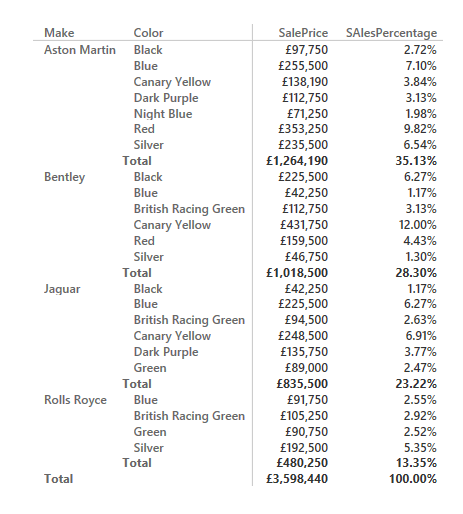 Make Color SalePrice SAlesPercentage
Aston Martin Black £97,750 2.72%
Blue £255,500 7.10%
Canary Yellow £138,190 3.84%
Dark Purple £112,750 3.13%
Night Blue £71,250 1.98%
Red £353,250 9.82%
Silver £235,500 6.54%
Total £1,264,190 35.13%
Bentley Black £225,500 6.27%
Blue £42,250 1.17%
British Racing Green £112,750 3.13%
Canary Yellow £431,750 12.00%
Red £159,500 4.43%
Silver £46,750 1.30%
Total £1,018,500 28.30%
Jaguar Black £42,250 1.17%
Blue £225,500 6.27%
British Racing Green £94,500 2.63%
Canary Yellow £248,500 6.91%
Dark Purple £135,750 3.77%
Green £89,000 2.47%
Total £835,500 23.22%
Rolls Royce Blue £91,750 2.55%
British Racing Green £105,250 2.92%
Green £90,750 2.52%
Silver £192,500 5.35%
Total £480,250 13.35%
Total £3,598,440 100.00%